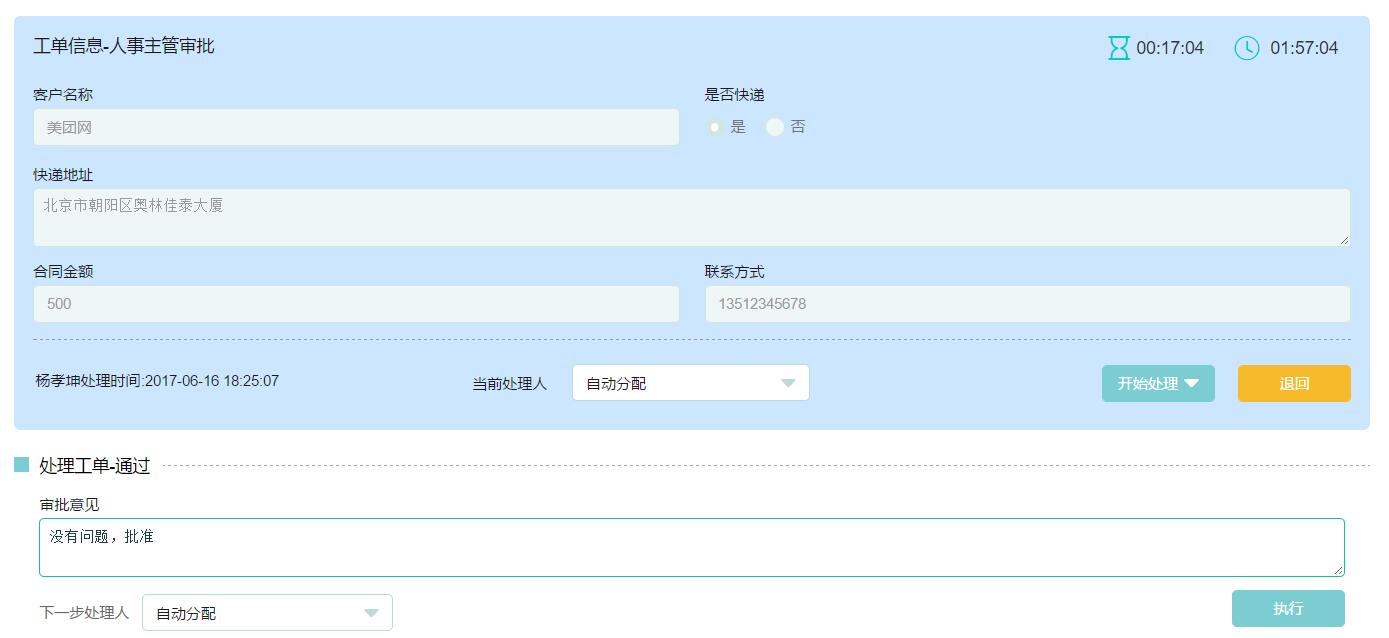 工单信息-人事主管审批
00:17:04
01:57:04
客户名称
是否快递
美团网
是
否
快递地址
北京市朝阳区奥林佳泰大厦
合同金额
联系方式
500
13512345678
杨孝坤处理时间:2017-06-16 18:25:07
当前处理人
自动分配
开始处理
退回
处理工单-通过
审批意见
没有问题，批准
下一步处理人
自动分配
执行